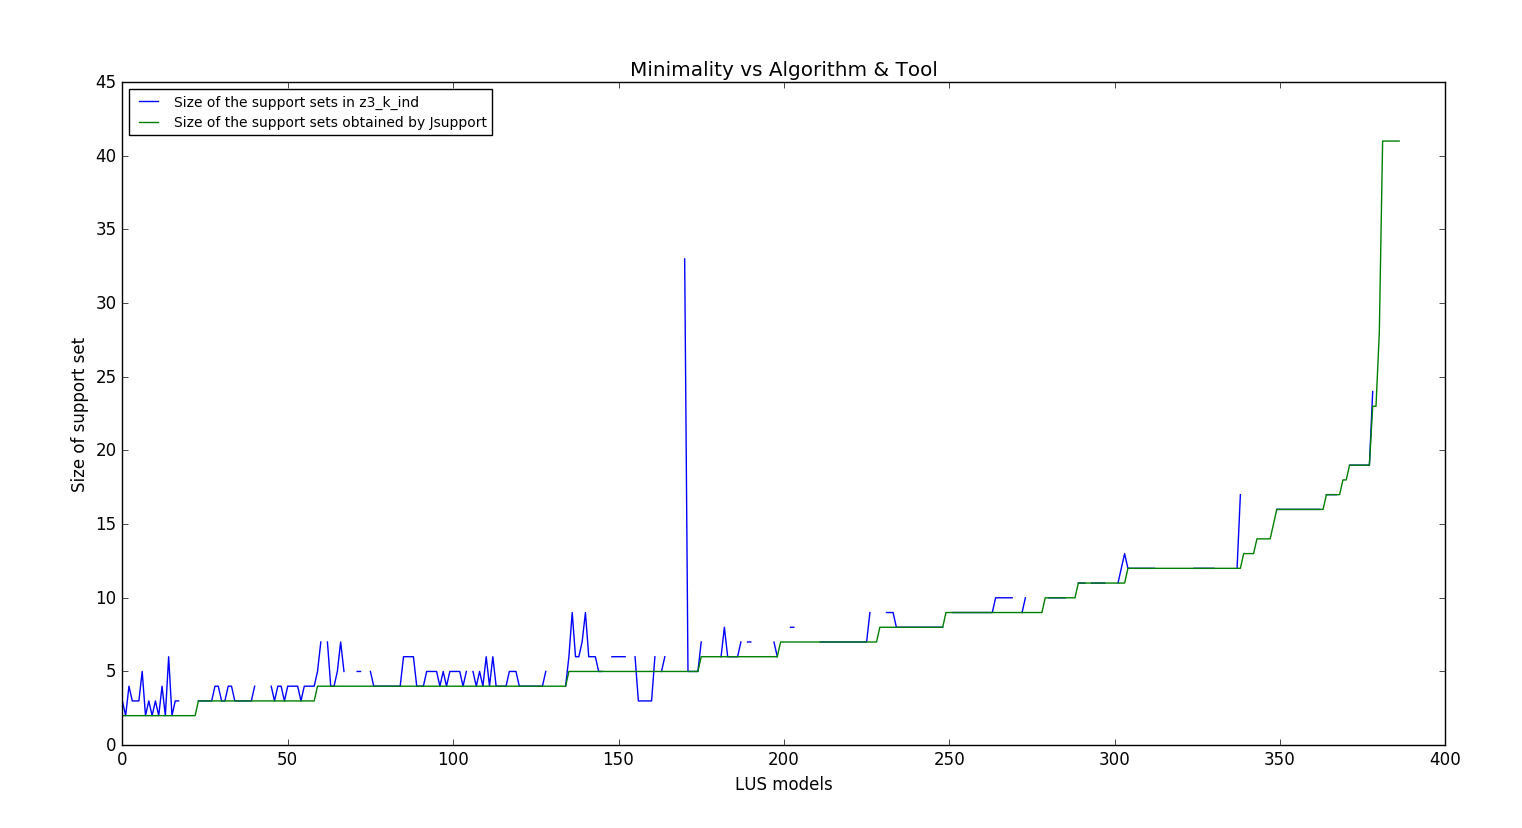 Minimality vs Algorithm & Tool
45
Size of the support sets in z3_k_ind
Size of the support sets obtained by Jsupport
40
35
30
25
20
15
10
5
0
Size of support set
0 50 100 150 200 250 300 350 400
LUS models